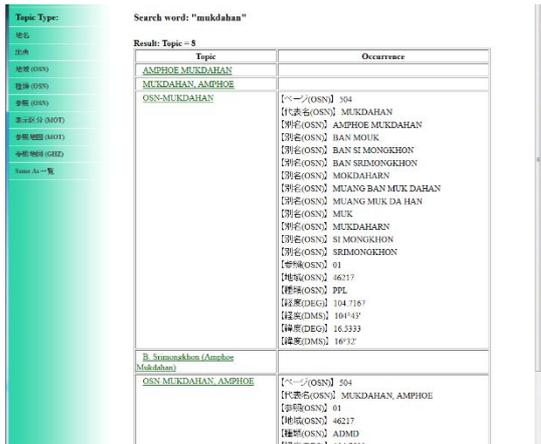 Topic Type:
地名
出典
地域 (OSN)
種類 (OSN)
参照 (OSN)
表示区分 (MOT)
参照地図 (MOT)
参照地図 (GHZ)
Same As 一覧
Search word: "mukdahan"
Result: Topic = 8
Topic Occurrence
AMPHOE MUKDAHAN
MUKDAHAN, AMPHOE
OSN-MUKDAHAN
【ページ(OSN)】 504
【代表名(OSN)】 MUKDAHAN
【別名(OSN)】 AMPHOE MUKDAHAN
【別名(OSN)】 BAN MOUK
【別名(OSN)】 BAN SI MONGKHON
【別名(OSN)】 BAN SRIMONGKHON
【別名(OSN)】 MOKDAHARN
【別名(OSN)】 MUANG BAN MUK DAHAN
【別名(OSN)】 MUANG MUK DA HAN
【別名(OSN)】 MUK
【別名(OSN)】 MUKDAHARN
【別名(OSN)】 SI MONGKHON
【別名(OSN)】 SRIMONGKHON
【参照(OSN)】 01
【地域(OSN)】 46217
【種類(OSN)】 PPL
【経度(DEG)】 104.7167
【経度(DMS)】 104°43'
【緯度(DEG)】 16.5333
【緯度(DMS)】 16°32'
B. Srimongkhon (Amphoe
Mukdahan)
OSN-MUKDAHAN, AMPHOE
【ページ(OSN)】 504
【代表名(OSN)】 MUKDAHAN, AMPHOE
【参照(OSN)】 01
【地域(OSN)】 46217
【種類(OSN)】 ADMD